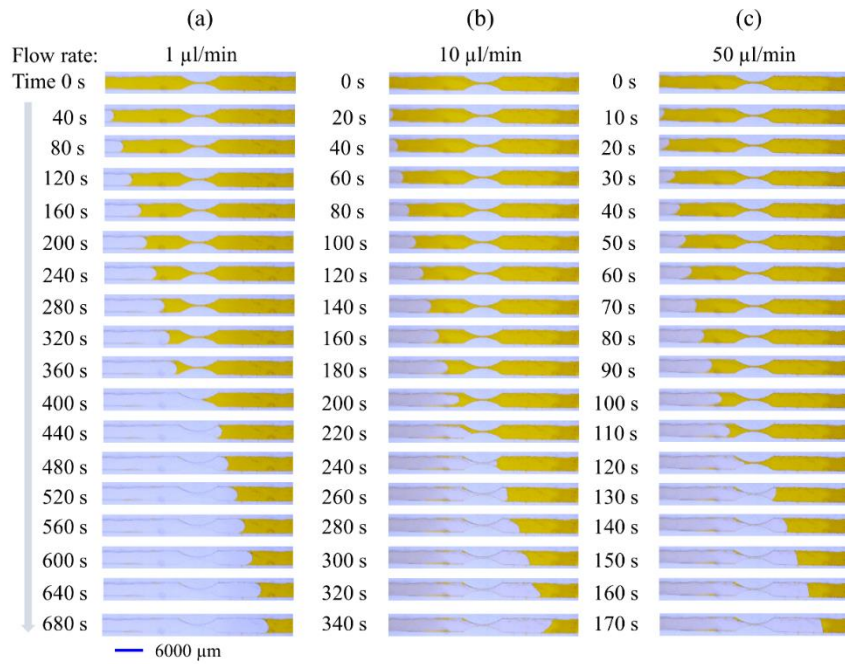 (a) (b) (c)
Flow rate: 1 µl/min 10 µl/min 50 µl/min
Time 0 s 0 s 0 s
40 s 20 s 10 s
80 s 40 s 20 s
120 s 60 s 30 s
160 s 80 s 40 s
200 s 100 s 50 s
240 s 120 s 60 s
280 s 140 s 70 s
320 s 160 s 80 s
360 s 180 s 90 s
400 s 200 s 100 s
440 s 220 s 110 s
480 s 240 s 120 s
520 s 260 s 130 s
560 s 280 s 140 s
600 s 300 s 150 s
640 s 320 s 160 s
680 s 340 s 170 s
6000 µm